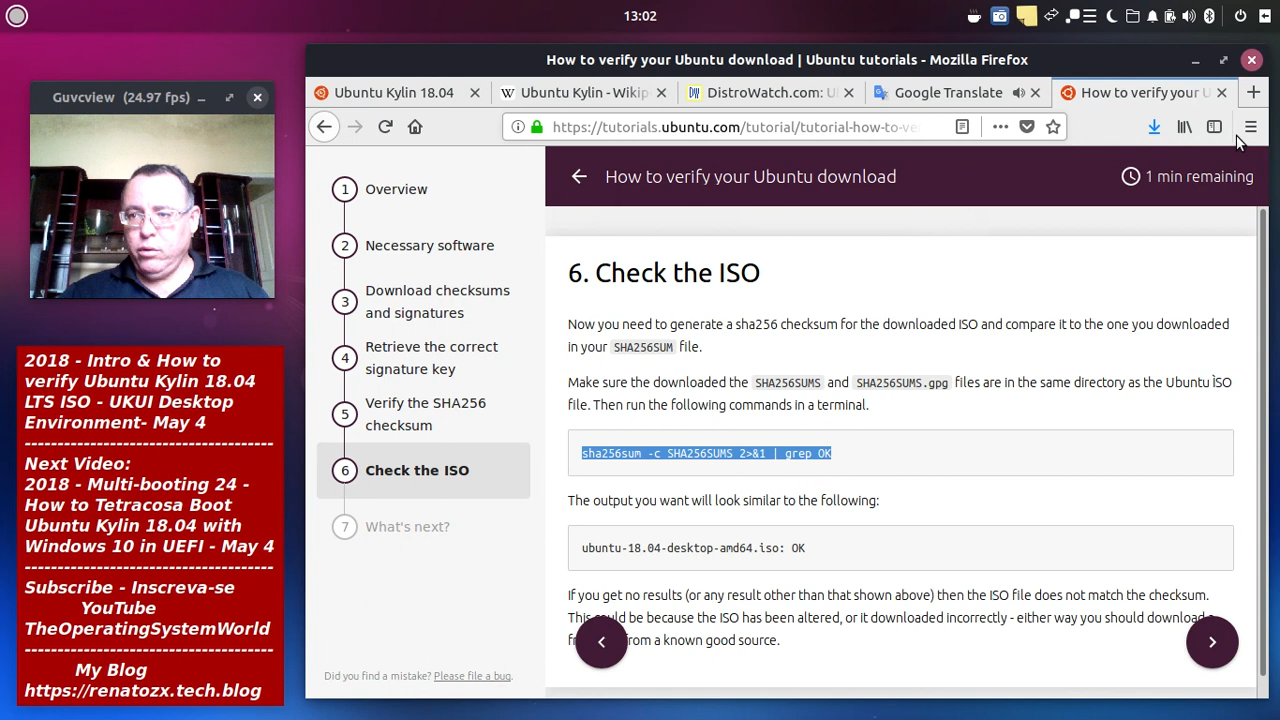 13:02
Guvcview (24.97 fps)
2018 - Intro & How to
verify Ubuntu Kylin 18.04
LTS ISO - UKUI Desktop
Environment- May 4
----------------------------------------
Next Video:
2018 - Multi-booting 24 -
How to Tetracosa Boot
Ubuntu Kylin 18.04 with
Windows 10 in UEFI - May 4
----------------------------------------
Subscribe - Inscreva-se
YouTube
TheOperatingSystemWorld
----------------------------------------
My Blog
https://renatozx.tech.blog
How to verify your Ubuntu download | Ubuntu tutorials - Mozilla Firefox
Ubuntu Kylin 18.04
Ubuntu Kylin - Wikip
DistroWatch.com: U
Google Translate
How to verify your U
https://tutorials.ubuntu.com/tutorial/tutorial-how-to-ve
1 Overview
2 Necessary software
3 Download checksums
and signatures
4 Retrieve the correct
signature key
5 Verify the SHA256
checksum
6 Check the ISO
7 What's next?
Did you find a mistake? Please file a bug.
How to verify your Ubuntu download
1 min remaining
6. Check the ISO
Now you need to generate a sha256 checksum for the downloaded ISO and compare it to the one you downloaded
in your SHA256SUM file.
Make sure the downloaded the SHA256SUMS and SHA256SUMS.gpg files are in the same directory as the Ubuntu ÌSO
file. Then run the following commands in a terminal.
sha256sum -c SHA256SUMS 2>&1 | grep OK
The output you want will look similar to the following:
ubuntu-18.04-desktop-amd64.iso: OK
If you get no results (or any result other than that shown above) then the ISO file does not match the checksum.
This could be because the ISO has been altered, or it downloaded incorrectly - either way you should download
from a known good source.